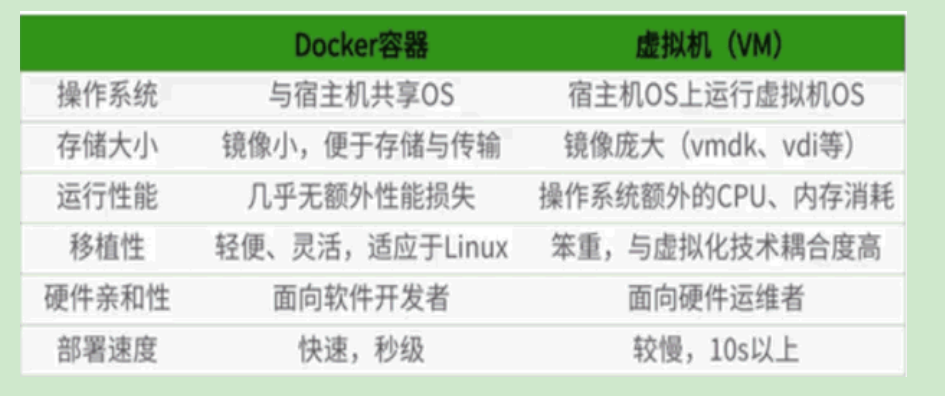 Docker容器 虚拟机（VM）
操作系统 与宿主机共享OS 宿主机OS上运行虚拟机OS
存储大小 镜像小，便于存储与传输 镜像庞大（vmdk、vdi等）
运行性能 几乎无额外性能损失 操作系统额外的CPU、内存消耗
移植性 轻便、灵活，适应于Linux 笨重，与虚拟化技术耦合度高
硬件亲和性 面向软件开发者 面向硬件运维者
部署速度 快速，秒级 较慢，10s以上